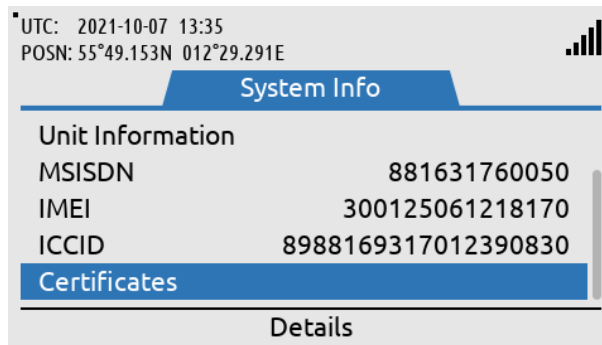 UTC: 2021-10-07 13:35
POSN: 55°49.153N 012°29.291E
System Info
Unit Information
MSISDN 881631760050
IMEI 300125061218170
ICCID 8988169317012390830
Certificates
Details